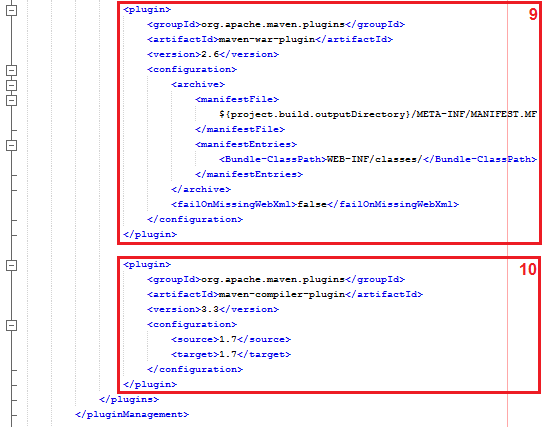 <plugin>
9
<groupId>org.apache.maven.plugins</groupId>
<artifactId>maven-war-plugin</artifactId>
<version>2.6</version>
<configuration>
<archive>
<manifestFile>
${project.build.outputDirectory}/META-INF/MANIFEST.MF
</manifestFile>
<manifestEntries>
<Bundle-ClassPath>WEB-INF/classes/</Bundle-ClassPath>
</manifestEntries>
</archive>
<failOnMissingWebXml>false</failOnMissingWebXml>
</configuration>
</plugin>
<plugin>
10
<groupId>org.apache.maven.plugins</groupId>
<artifactId>maven-compiler-plugin</artifactId>
<version>3.3</version>
<configuration>
<source>1.7</source>
<target>1.7</target>
</configuration>
</plugin>
</plugins>
</pluginManagement>